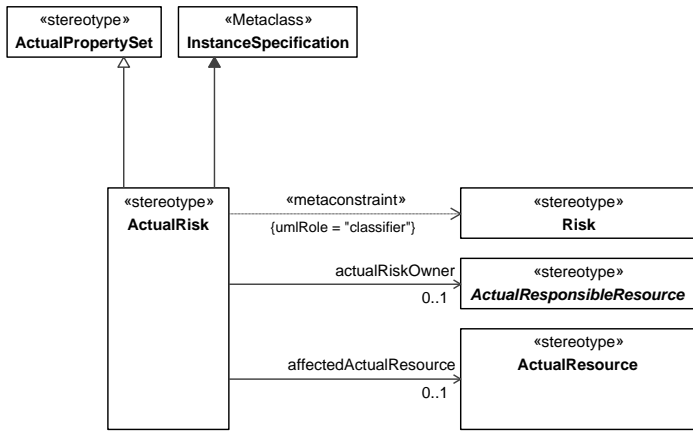 «stereotype»
ActualPropertySet
«Metaclass»
InstanceSpecification
«stereotype»
ActualRisk
«metaconstraint»
{umlRole = "classifier"}
«stereotype»
Risk
actualRiskOwner
0..1
«stereotype»
ActualResponsibleResource
affectedActualResource
0..1
«stereotype»
ActualResource